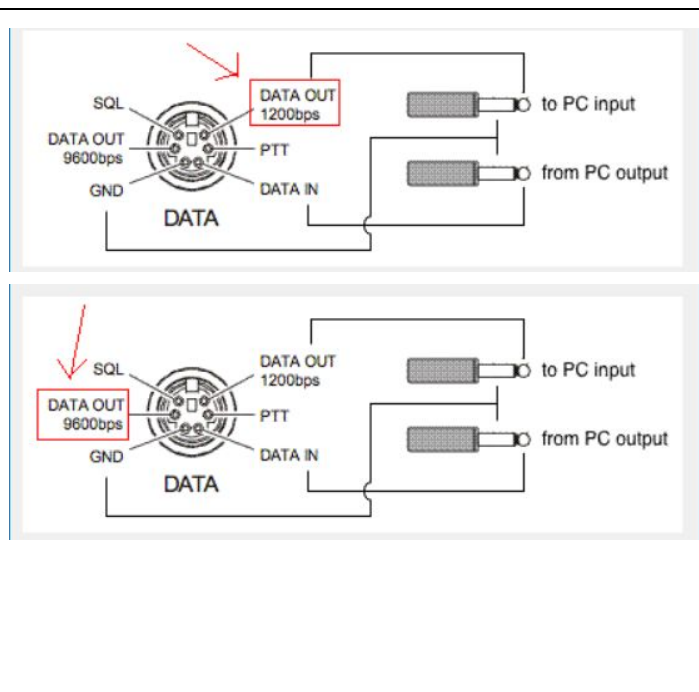 DATA OUT
1200bps
SQL
to PC input
DATA OUT
9600bps
PTT
from PC output
GND
DATA IN
DATA
DATA OUT
1200bps
SQL
to PC input
DATA OUT
9600bps
PTT
from PC output
GND
DATA IN
DATA